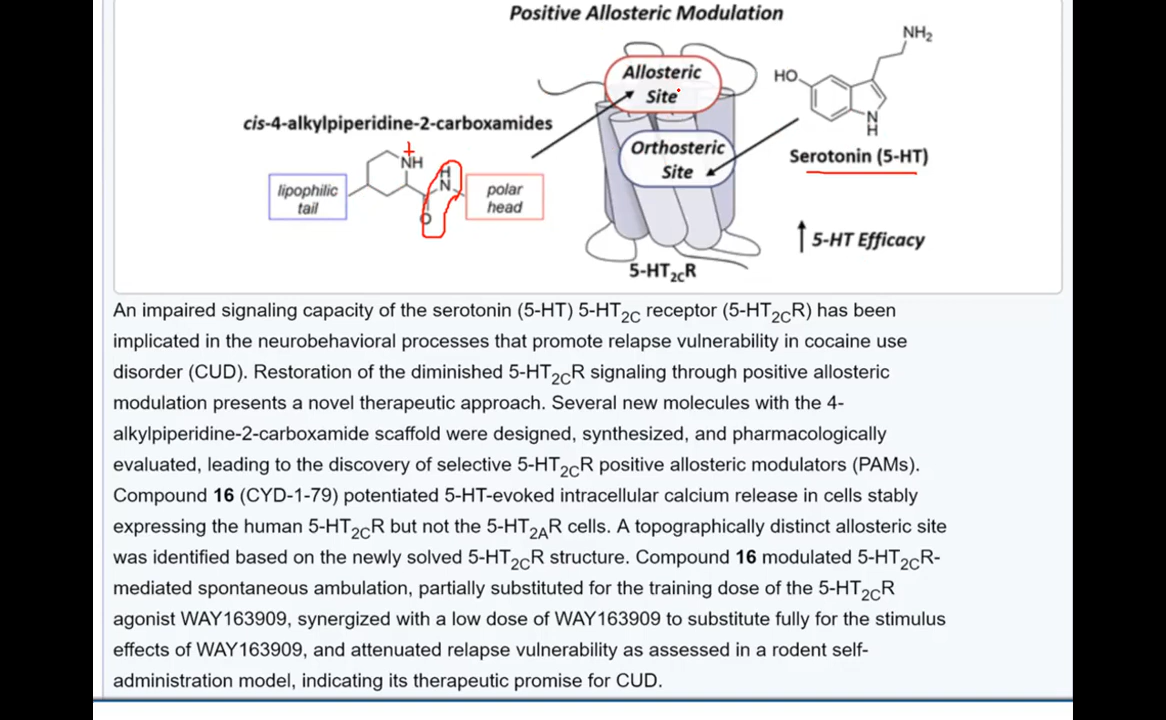 Positive Allosteric Modulation
NH₂
Allosteric
Site
HO
cis-4-alkylpiperidine-2-carboxamides
N
H
Orthosteric
Site
Serotonin (5-HT)
+
NH
H
N
lipophilic
tail
polar
head
O
↑ 5-HT Efficacy
5-HT₂CR
An impaired signaling capacity of the serotonin (5-HT) 5-HT₂C receptor (5-HT₂CR) has been
implicated in the neurobehavioral processes that promote relapse vulnerability in cocaine use
disorder (CUD). Restoration of the diminished 5-HT₂CR signaling through positive allosteric
modulation presents a novel therapeutic approach. Several new molecules with the 4-
alkylpiperidine-2-carboxamide scaffold were designed, synthesized, and pharmacologically
evaluated, leading to the discovery of selective 5-HT₂CR positive allosteric modulators (PAMs).
Compound 16 (CYD-1-79) potentiated 5-HT-evoked intracellular calcium release in cells stably
expressing the human 5-HT₂CR but not the 5-HT₂AR cells. A topographically distinct allosteric site
was identified based on the newly solved 5-HT₂CR structure. Compound 16 modulated 5-HT₂CR-
mediated spontaneous ambulation, partially substituted for the training dose of the 5-HT₂CR
agonist WAY163909, synergized with a low dose of WAY163909 to substitute fully for the stimulus
effects of WAY163909, and attenuated relapse vulnerability as assessed in a rodent self-
administration model, indicating its therapeutic promise for CUD.